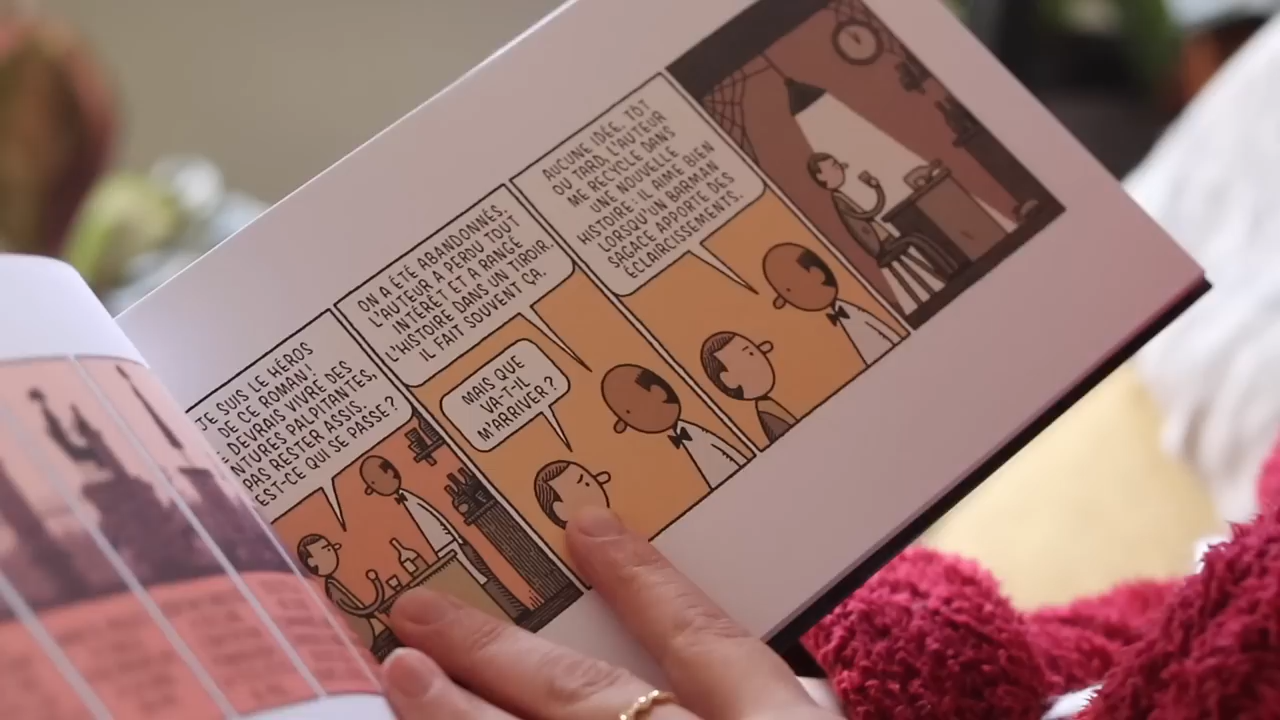 JE SUIS LE HÉROS
DE CE ROMAN!
DEVRAIS VIVRE DES
PALPITANTES,
PAS RESTER ASSIS.
EST-CE QUI SE PASSE ?
ON A ÉTÉ ABANDONNÉS.
L'AUTEUR A PERDU TOUT
INTÉRÊT ET A RANGÉ
L'HISTOIRE DANS UN TIROIR.
IL FAIT SOUVENT ÇA.
MAIS QUE
VA-T-IL
M'ARRIVER ?
AUCUNE IDÉE. TÔT
OU TARD, L'AUTEUR
ME RECYCLE DANS
UNE NOUVELLE
HISTOIRE : IL AIME BIEN
LORSQU'UN BARMAN
SAGACE APPORTE DES
ÉCLAIRCISSEMENTS.